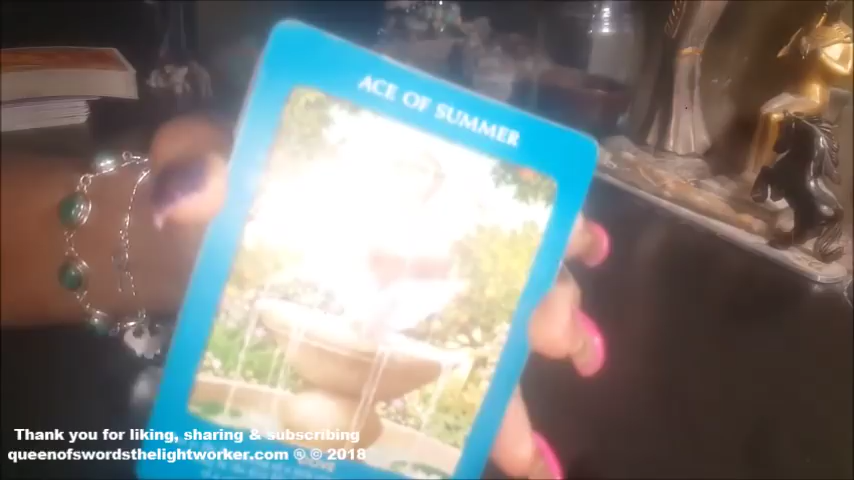 ACE OF SUMMER
Thank you for liking, sharing & subscribing
queenofswordsthelightworker.com ® © 2018